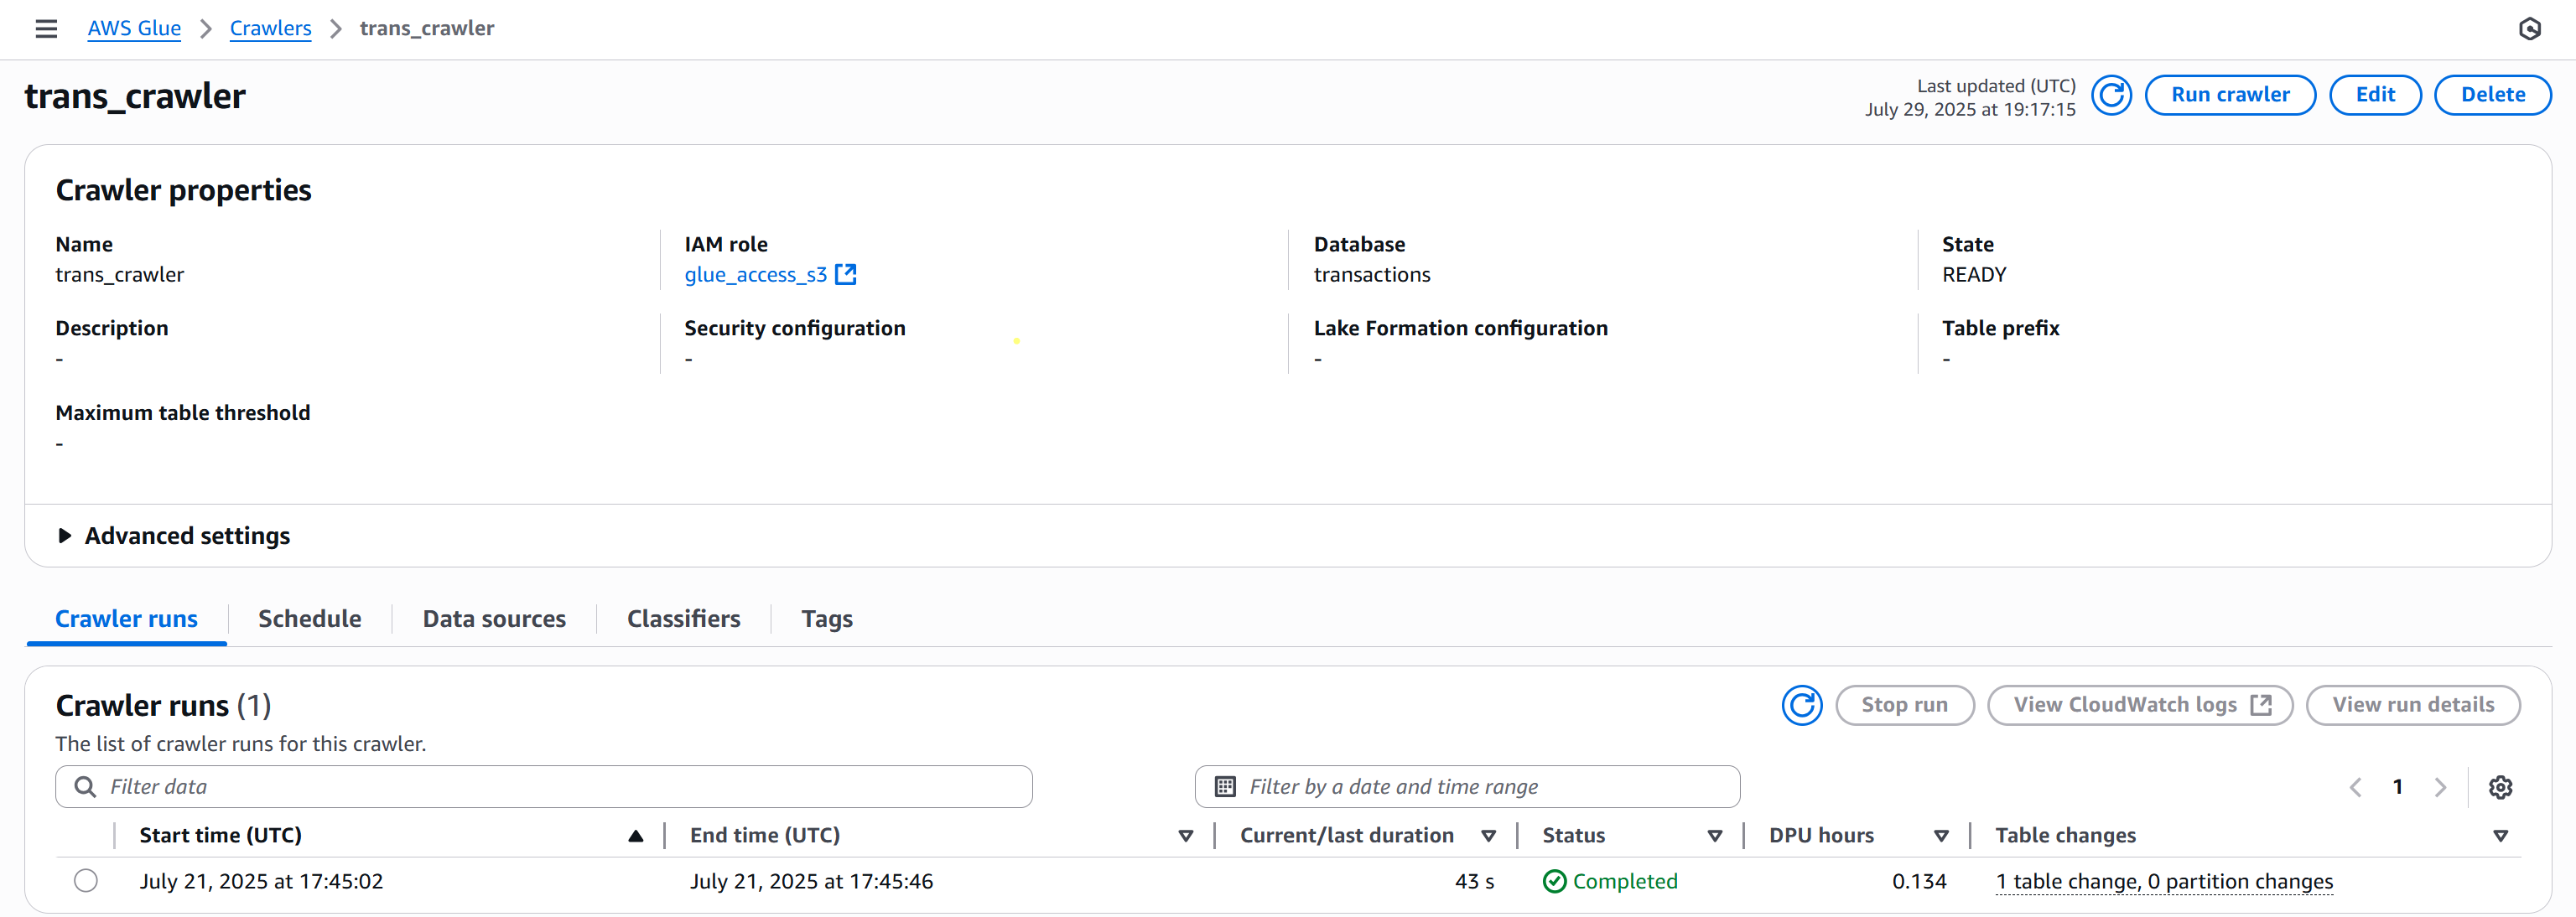 AWS Glue > Crawlers > trans_crawler
trans_crawler
Last updated (UTC)
July 29, 2025 at 19:17:15
Run crawler
Edit
Delete
Crawler properties
Name
trans_crawler
IAM role
glue_access_s3
Database
transactions
State
READY
Description
-
Security configuration
-
Lake Formation configuration
-
Table prefix
-
Maximum table threshold
-
Advanced settings
Crawler runs
Schedule
Data sources
Classifiers
Tags
Crawler runs (1)
The list of crawler runs for this crawler.
Stop run
View CloudWatch logs
View run details
Filter data
Filter by a date and time range
1
Start time (UTC) End time (UTC) Current/last duration Status DPU hours Table changes
July 21, 2025 at 17:45:02 July 21, 2025 at 17:45:46 43 s Completed 0.134 1 table change, 0 partition changes